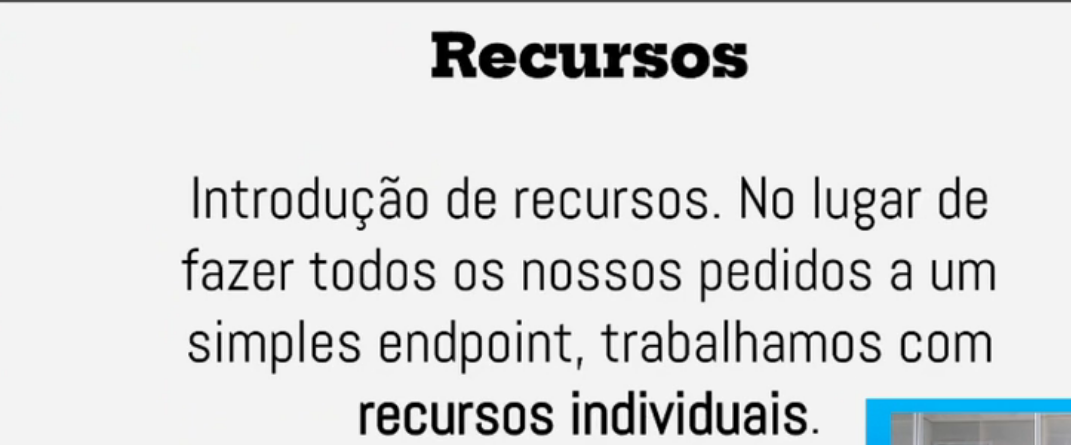 Recursos
Introdução de recursos. No lugar de
fazer todos os nossos pedidos a um
simples endpoint, trabalhamos com
recursos individuais.